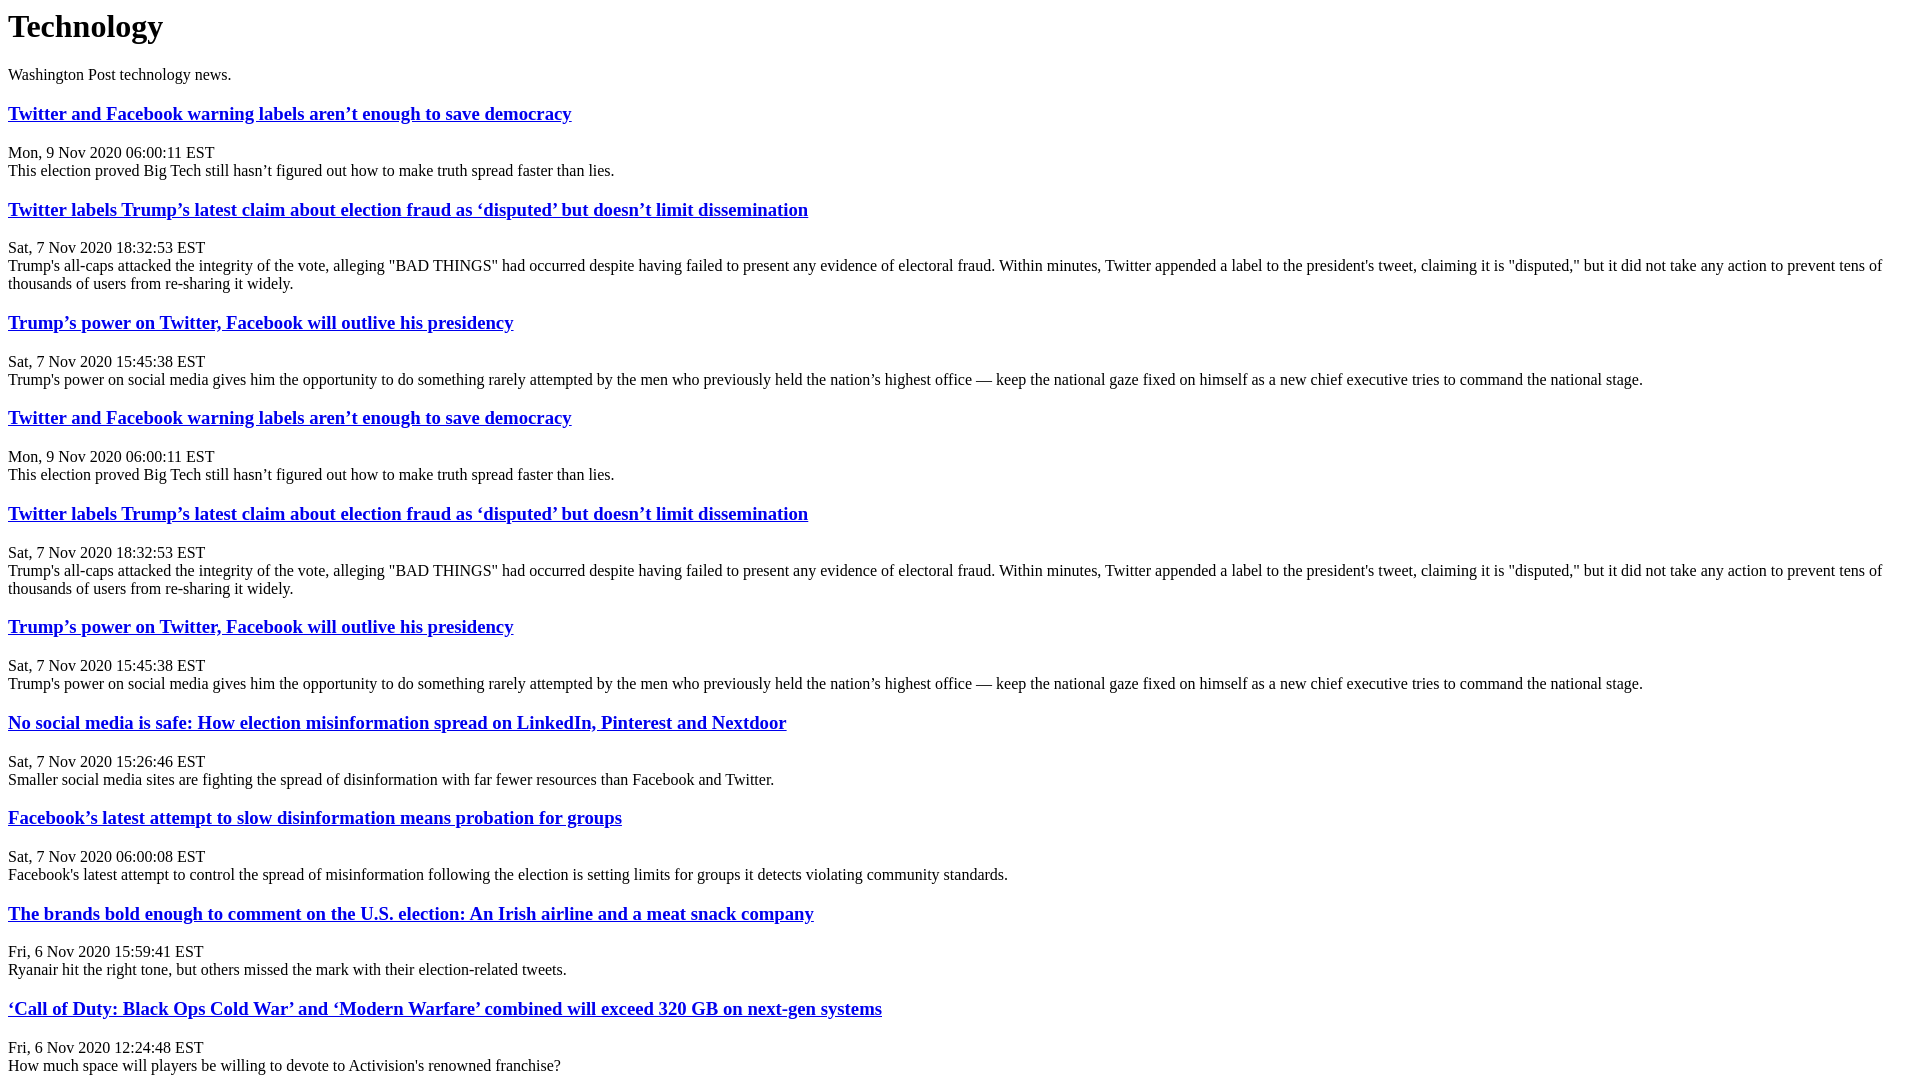 Technology
Washington Post technology news.
Twitter and Facebook warning labels aren’t enough to save democracy
Mon, 9 Nov 2020 06:00:11 EST
This election proved Big Tech still hasn’t figured out how to make truth spread faster than lies.
Twitter labels Trump’s latest claim about election fraud as ‘disputed’ but doesn’t limit dissemination
Sat, 7 Nov 2020 18:32:53 EST
Trump's all-caps attacked the integrity of the vote, alleging "BAD THINGS" had occurred despite having failed to present any evidence of electoral fraud. Within minutes, Twitter appended a label to the president's tweet, claiming it is "disputed," but it did not take any action to prevent tens of
thousands of users from re-sharing it widely.
Trump’s power on Twitter, Facebook will outlive his presidency
Sat, 7 Nov 2020 15:45:38 EST
Trump's power on social media gives him the opportunity to do something rarely attempted by the men who previously held the nation’s highest office — keep the national gaze fixed on himself as a new chief executive tries to command the national stage.
Twitter and Facebook warning labels aren’t enough to save democracy
Mon, 9 Nov 2020 06:00:11 EST
This election proved Big Tech still hasn’t figured out how to make truth spread faster than lies.
Twitter labels Trump’s latest claim about election fraud as ‘disputed’ but doesn’t limit dissemination
Sat, 7 Nov 2020 18:32:53 EST
Trump's all-caps attacked the integrity of the vote, alleging "BAD THINGS" had occurred despite having failed to present any evidence of electoral fraud. Within minutes, Twitter appended a label to the president's tweet, claiming it is "disputed," but it did not take any action to prevent tens of
thousands of users from re-sharing it widely.
Trump’s power on Twitter, Facebook will outlive his presidency
Sat, 7 Nov 2020 15:45:38 EST
Trump's power on social media gives him the opportunity to do something rarely attempted by the men who previously held the nation’s highest office — keep the national gaze fixed on himself as a new chief executive tries to command the national stage.
No social media is safe: How election misinformation spread on LinkedIn, Pinterest and Nextdoor
Sat, 7 Nov 2020 15:26:46 EST
Smaller social media sites are fighting the spread of disinformation with far fewer resources than Facebook and Twitter.
Facebook’s latest attempt to slow disinformation means probation for groups
Sat, 7 Nov 2020 06:00:08 EST
Facebook's latest attempt to control the spread of misinformation following the election is setting limits for groups it detects violating community standards.
The brands bold enough to comment on the U.S. election: An Irish airline and a meat snack company
Fri, 6 Nov 2020 15:59:41 EST
Ryanair hit the right tone, but others missed the mark with their election-related tweets.
‘Call of Duty: Black Ops Cold War’ and ‘Modern Warfare’ combined will exceed 320 GB on next-gen systems
Fri, 6 Nov 2020 12:24:48 EST
How much space will players be willing to devote to Activision's renowned franchise?